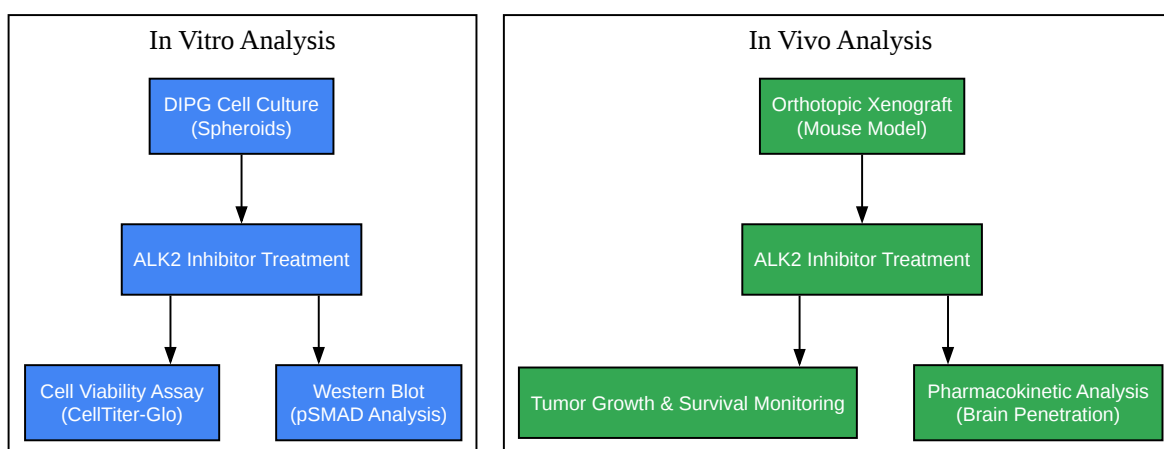 In Vitro Analysis
DIPG Cell Culture
(Spheroids)
ALK2 Inhibitor Treatment
Cell Viability Assay
(CellTiter-Glo)
Western Blot
(pSMAD Analysis)
In Vivo Analysis
Orthotopic Xenograft
(Mouse Model)
ALK2 Inhibitor Treatment
Tumor Growth & Survival Monitoring
Pharmacokinetic Analysis
(Brain Penetration)